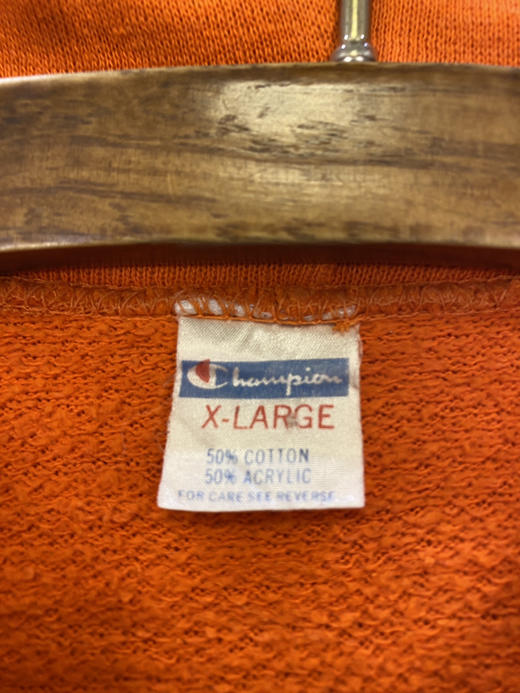 Champion
X-LARGE
50% COTTON
50% ACRYLIC
FOR CARE SEE REVERSE